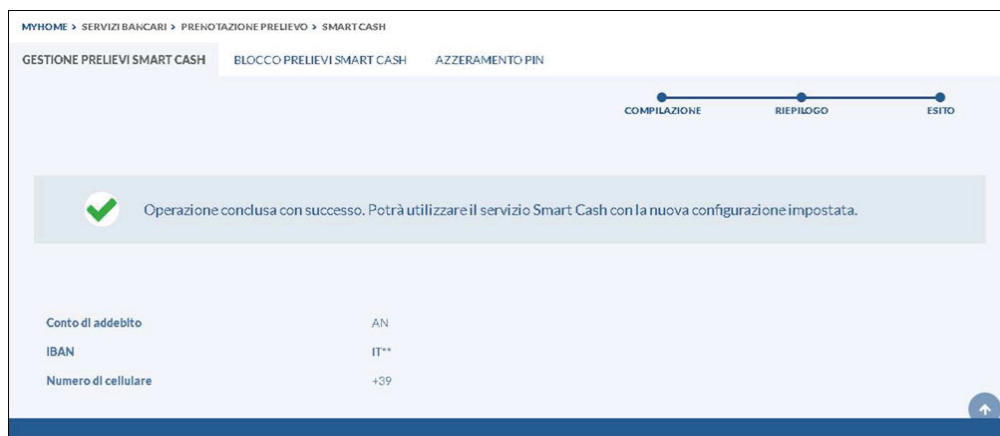 MYHOME > SERVIZI BANCARI > PRENOTAZIONE PRELIEVO > SMART CASH
GESTIONE PRELIEVI SMART CASH BLOCCO PRELIEVI SMART CASH AZZERAMENTO PIN
COMPILAZIONE RIEPILOGO ESITO
Operazione conclusa con successo. Potrà utilizzare il servizio Smart Cash con la nuova configurazione impostata.
Conto di addebito AN
IBAN IT**
Numero di cellulare +39